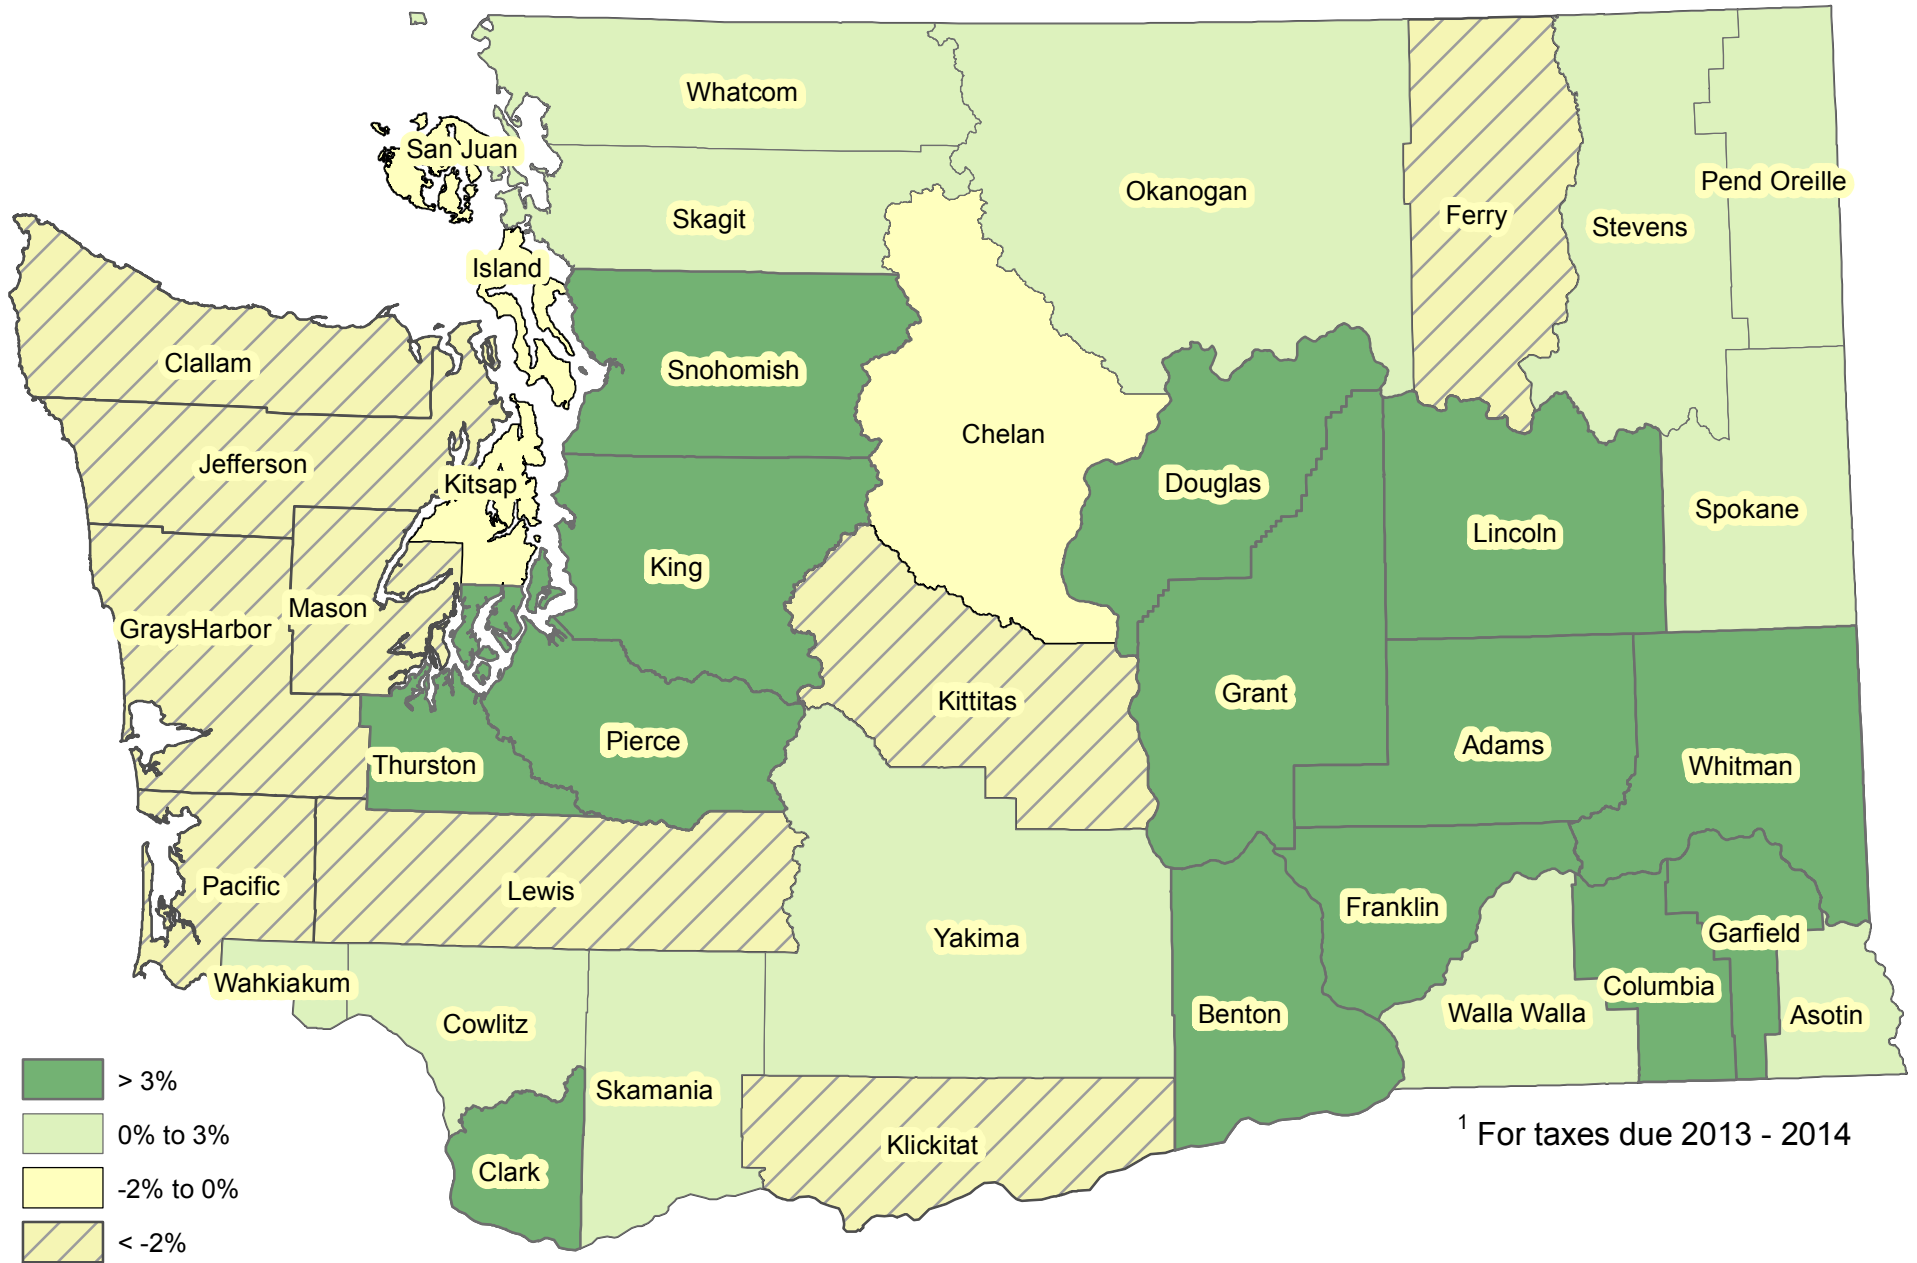 Whatcom
San Juan
Pend Oreille
Okanogan
Ferry
Skagit
Stevens
Island
Clallam
Snohomish
Chelan
Jefferson
Kitsap
Douglas
Spokane
Lincoln
King
Mason
GraysHarbor
Kittitas
Grant
Pierce
Adams
Thurston
Whitman
Pacific
Lewis
Franklin
Yakima
Garfield
Wahkiakum
Columbia
Cowlitz
Benton
Walla Walla
Asotin
Skamania
Klickitat
Clark
> 3%
0% to 3%
-2% to 0%
< -2%
1 For taxes due 2013 - 2014